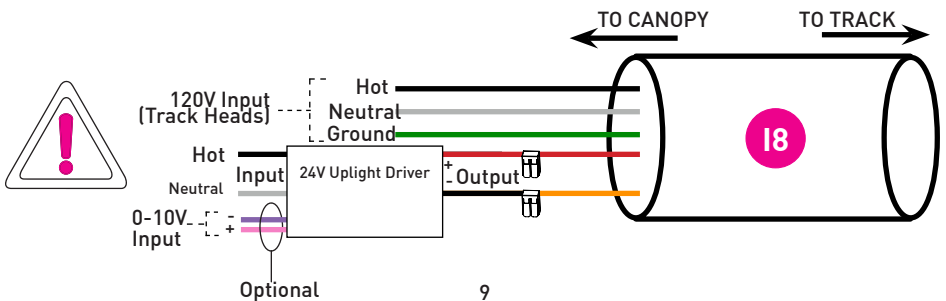 TO CANOPY
TO TRACK
120V Input
(Track Heads)
Hot
Neutral
Ground
I8
Hot
Input
Neutral
24V Uplight Driver
+
-
Output
0-10V
Input
-
+
Optional
9